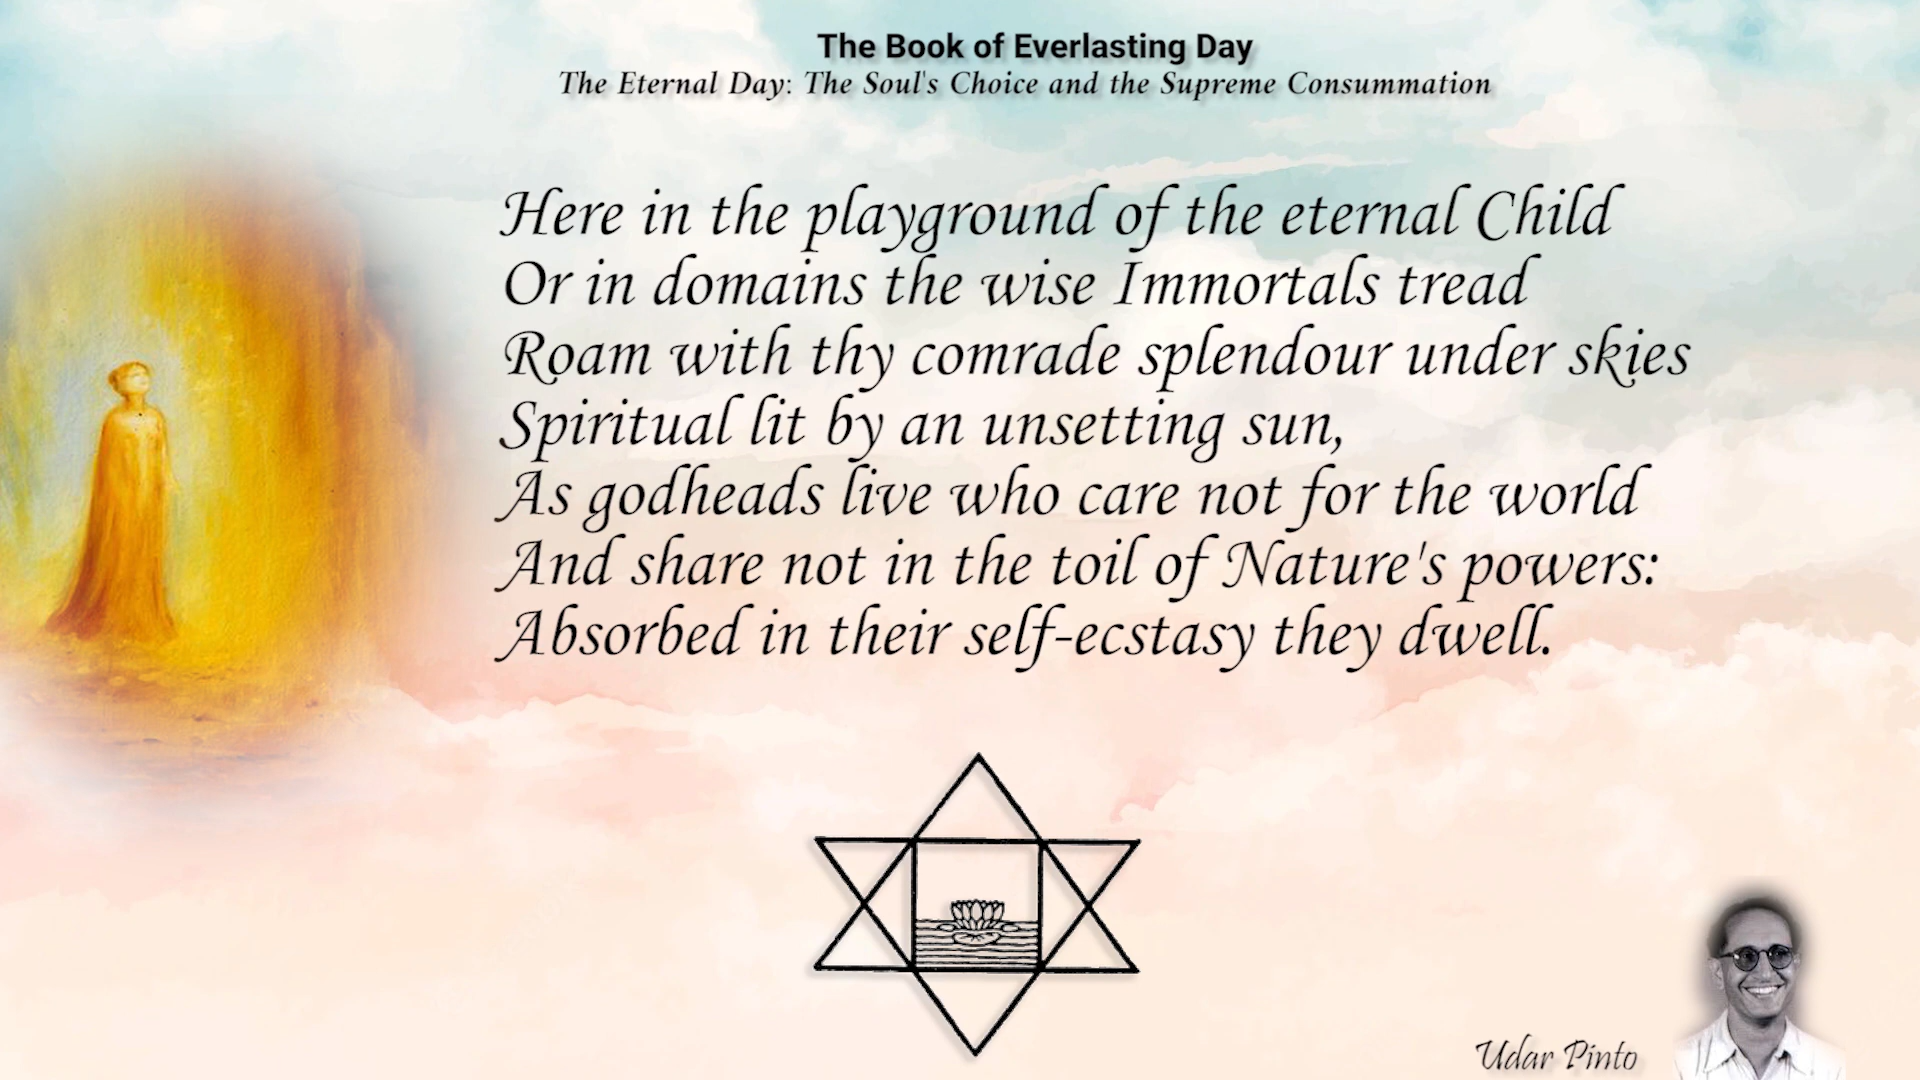 The Book of Everlasting Day
The Eternal Day: The Soul's Choice and the Supreme Consummation
Here in the playground of the eternal Child
Or in domains the wise Immortals tread
Roam with thy comrade splendour under skies
Spiritual lit by an unsetting sun,
As godheads live who care not for the world
And share not in the toil of Nature's powers:
Absorbed in their self-ecstasy they dwell.
Udar Pinto